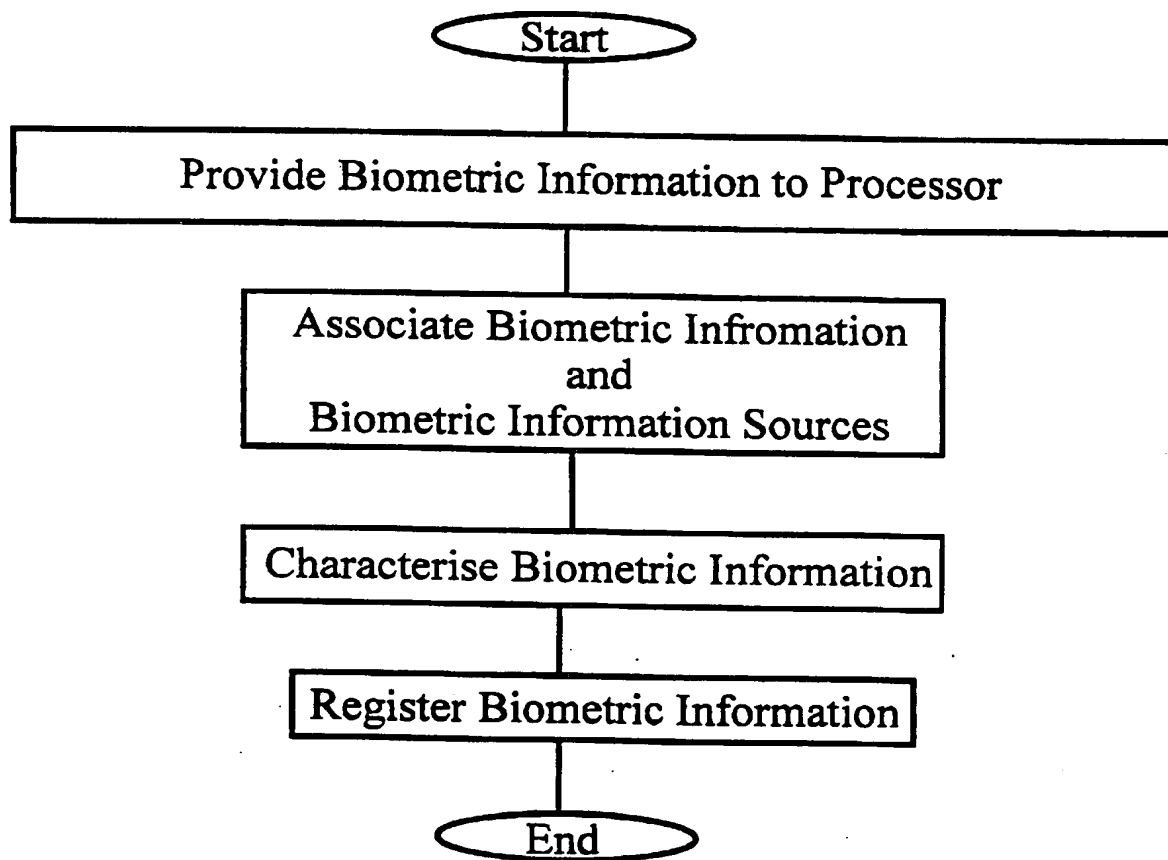 Start
Provide Biometric Information to Processor
Associate Biometric Infromation
and
Biometric Information Sources
Characterise Biometric Information
Register Biometric Information
End